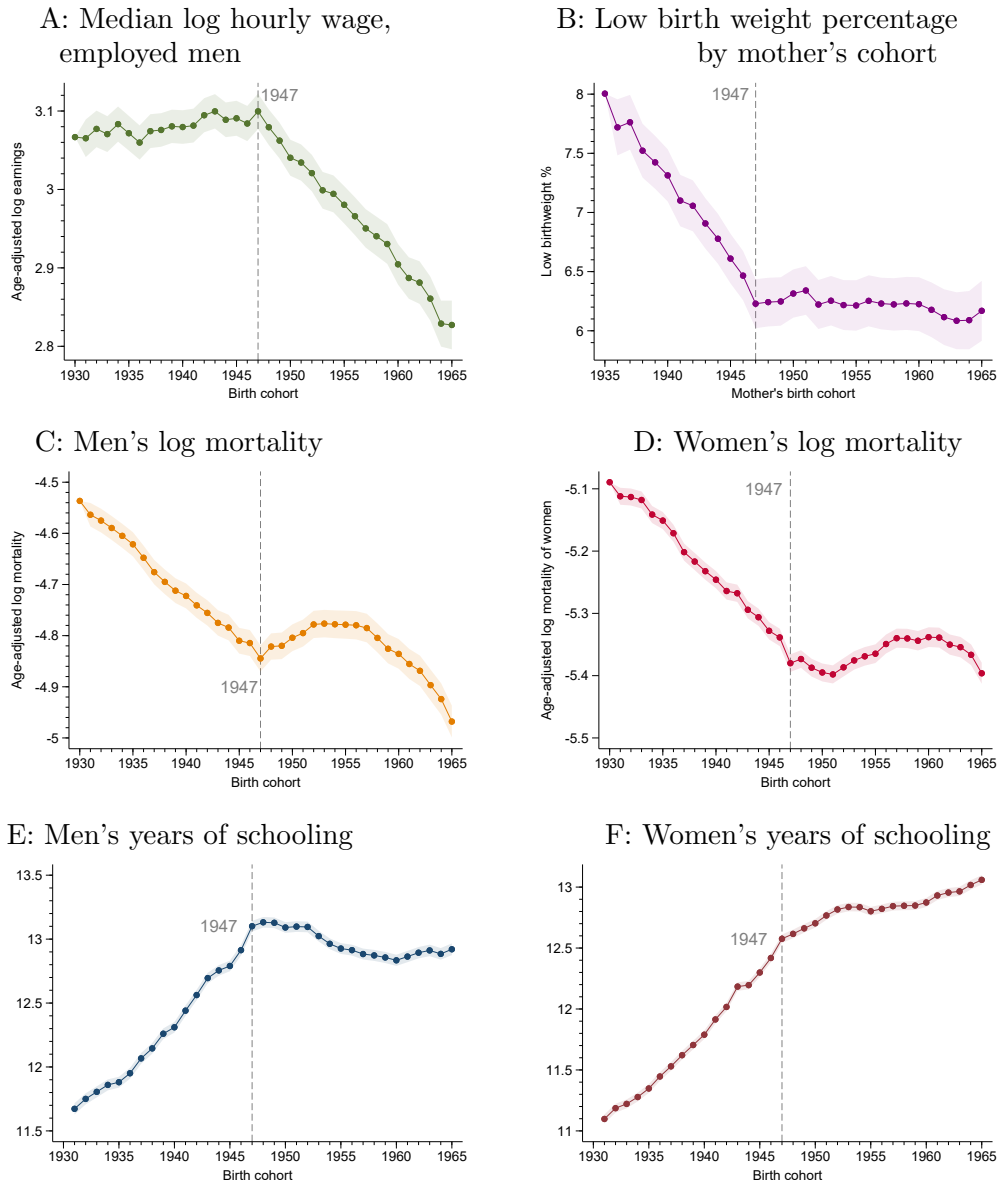 A: Median log hourly wage,
employed men
Age-adjusted log earnings
3.1
3
2.9
2.8
1947
1930 1935 1940 1945 1950 1955 1960 1965
Birth cohort
B: Low birth weight percentage
by mother's cohort
Low birthweight %
8
7.5
7
6.5
6
1947
1935 1940 1945 1950 1955 1960 1965
Mother's birth cohort
C: Men's log mortality
Age-adjusted log mortality
-4.5
-4.6
-4.7
-4.8
-4.9
-5
1947
1930 1935 1940 1945 1950 1955 1960 1965
Birth cohort
D: Women's log mortality
Age-adjusted log mortality of women
-5.1
-5.2
-5.3
-5.4
-5.5
1947
1930 1935 1940 1945 1950 1955 1960 1965
Birth cohort
E: Men's years of schooling
13.5
13
12.5
12
11.5
1947
1930 1935 1940 1945 1950 1955 1960 1965
Birth cohort
F: Women's years of schooling
13
12.5
12
11.5
11
1947
1930 1935 1940 1945 1950 1955 1960 1965
Birth cohort